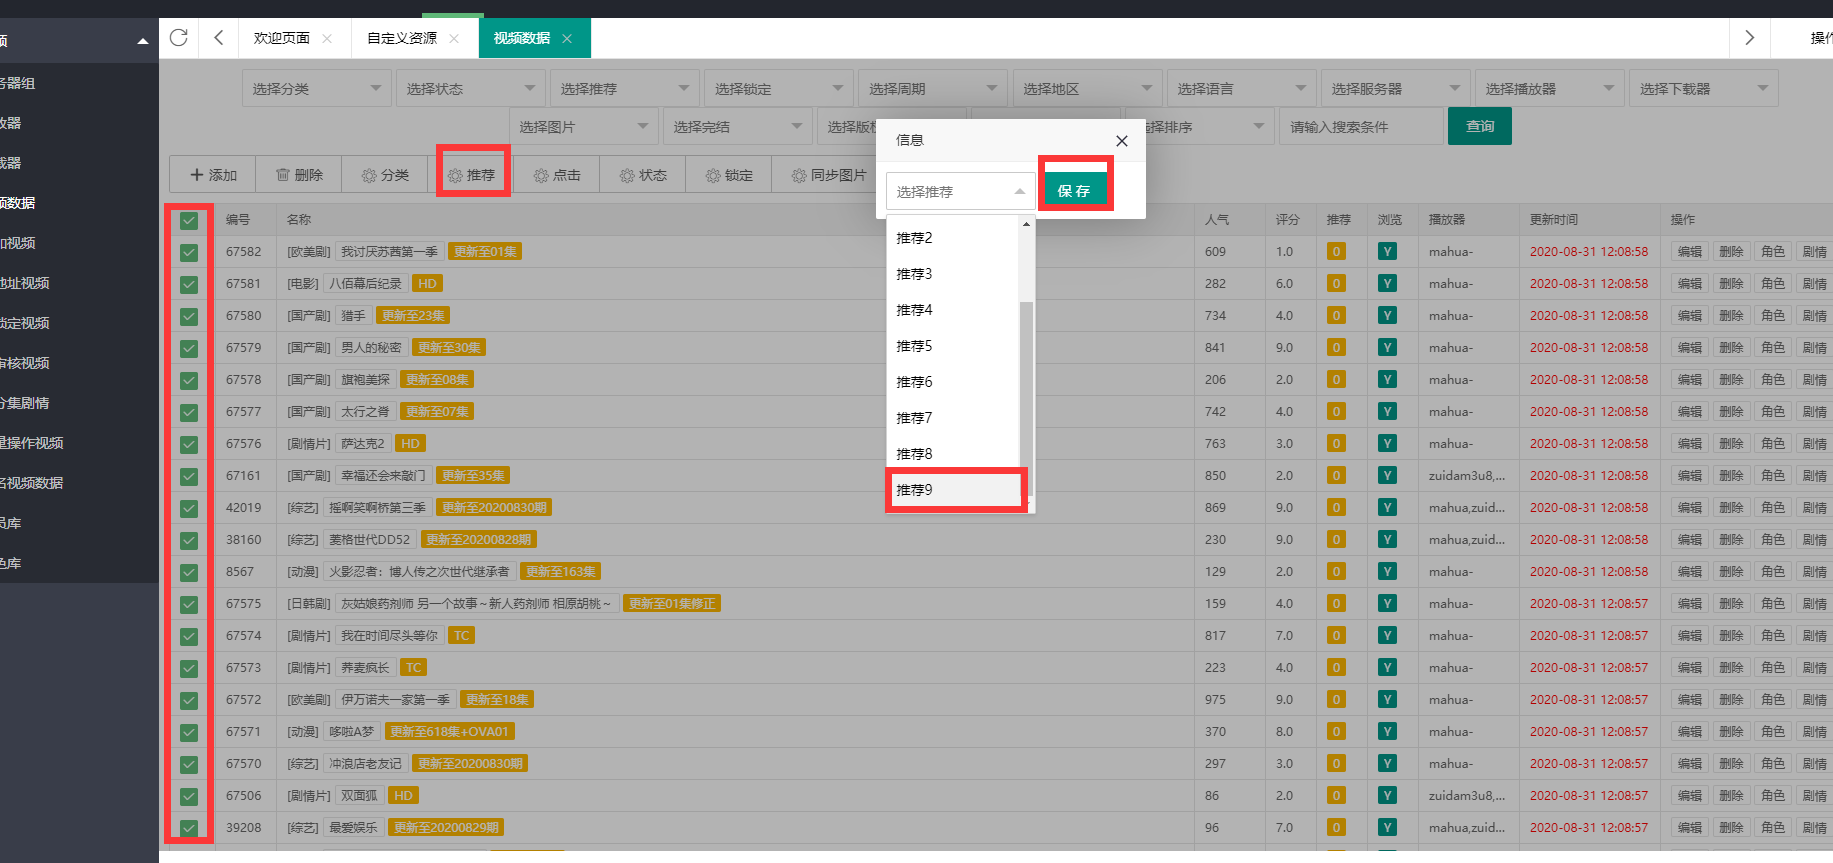 欢迎页面
自定义资源
视频数据
操作
频
务器组
放器
载器
频数据
加视频
地址视频
锁定视频
审核视频
分集剧情
量操作视频
名视频数据
员库
色库
选择分类 选择状态 选择推荐 选择锁定 选择周期 选择地区 选择语言 选择服务器 选择播放器 选择下载器
选择图片 选择完结 选择版权 选择排序 请输入搜索条件 查询
添加 删除 分类 推荐 点击 状态 锁定 同步图片
信息
选择推荐 保存
推荐2
推荐3
推荐4
推荐5
推荐6
推荐7
推荐8
推荐9
编号 名称 人气 评分 推荐 浏览 播放器 更新时间 操作
67582 [欧美剧] 我讨厌苏茜第一季 更新至01集 609 1.0 0 Y mahua- 2020-08-31 12:08:58 编辑 删除 角色 剧情
67581 [电影] 八佰幕后纪录 HD 282 6.0 0 Y mahua- 2020-08-31 12:08:58 编辑 删除 角色 剧情
67580 [国产剧] 猎手 更新至23集 734 4.0 0 Y mahua- 2020-08-31 12:08:58 编辑 删除 角色 剧情
67579 [国产剧] 男人的秘密 更新至30集 841 9.0 0 Y mahua- 2020-08-31 12:08:58 编辑 删除 角色 剧情
67578 [国产剧] 旗袍美探 更新至08集 206 2.0 0 Y mahua- 2020-08-31 12:08:58 编辑 删除 角色 剧情
67577 [国产剧] 太行之脊 更新至07集 742 4.0 0 Y mahua- 2020-08-31 12:08:58 编辑 删除 角色 剧情
67576 [剧情片] 萨达克2 HD 763 3.0 0 Y mahua- 2020-08-31 12:08:58 编辑 删除 角色 剧情
67161 [国产剧] 幸福还会来敲门 更新至35集 850 2.0 0 Y zuidam3u8,... 2020-08-31 12:08:58 编辑 删除 角色 剧情
42019 [综艺] 摇啊笑啊桥第三季 更新至20200830期 869 9.0 0 Y mahua,zuid... 2020-08-31 12:08:58 编辑 删除 角色 剧情
38160 [综艺] 菱格世代DD52 更新至20200828期 230 9.0 0 Y mahua,zuid... 2020-08-31 12:08:58 编辑 删除 角色 剧情
8567 [动漫] 火影忍者：博人传之次世代继承者 更新至163集 129 2.0 0 Y mahua- 2020-08-31 12:08:58 编辑 删除 角色 剧情
67575 [日韩剧] 灰姑娘药剂师 另一个故事～新人药剂师 相原胡桃～ 更新至01集修正 159 4.0 0 Y mahua- 2020-08-31 12:08:57 编辑 删除 角色 剧情
67574 [剧情片] 我在时间尽头等你 TC 817 7.0 0 Y mahua- 2020-08-31 12:08:57 编辑 删除 角色 剧情
67573 [剧情片] 荞麦疯长 TC 223 4.0 0 Y mahua- 2020-08-31 12:08:57 编辑 删除 角色 剧情
67572 [欧美剧] 伊万诺夫一家第一季 更新至18集 975 9.0 0 Y mahua- 2020-08-31 12:08:57 编辑 删除 角色 剧情
67571 [动漫] 哆啦A梦 更新至618集+OVA01 370 8.0 0 Y mahua- 2020-08-31 12:08:57 编辑 删除 角色 剧情
67570 [综艺] 冲浪店老友记 更新至20200830期 297 3.0 0 Y mahua- 2020-08-31 12:08:57 编辑 删除 角色 剧情
67506 [剧情片] 双面狐 HD 86 2.0 0 Y zuidam3u8,... 2020-08-31 12:08:57 编辑 删除 角色 剧情
39208 [综艺] 最爱娱乐 更新至20200829期 96 7.0 0 Y mahua,zuid... 2020-08-31 12:08:57 编辑 删除 角色 剧情